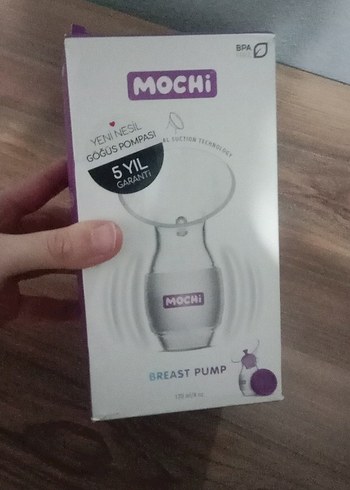 BPA
MOCHi
YENİ NESİL
GÖĞÜS POMPASI
5 YIL
GARANTİ
AL SUCTION TECHNOLOGY
MOCHi
BREAST PUMP